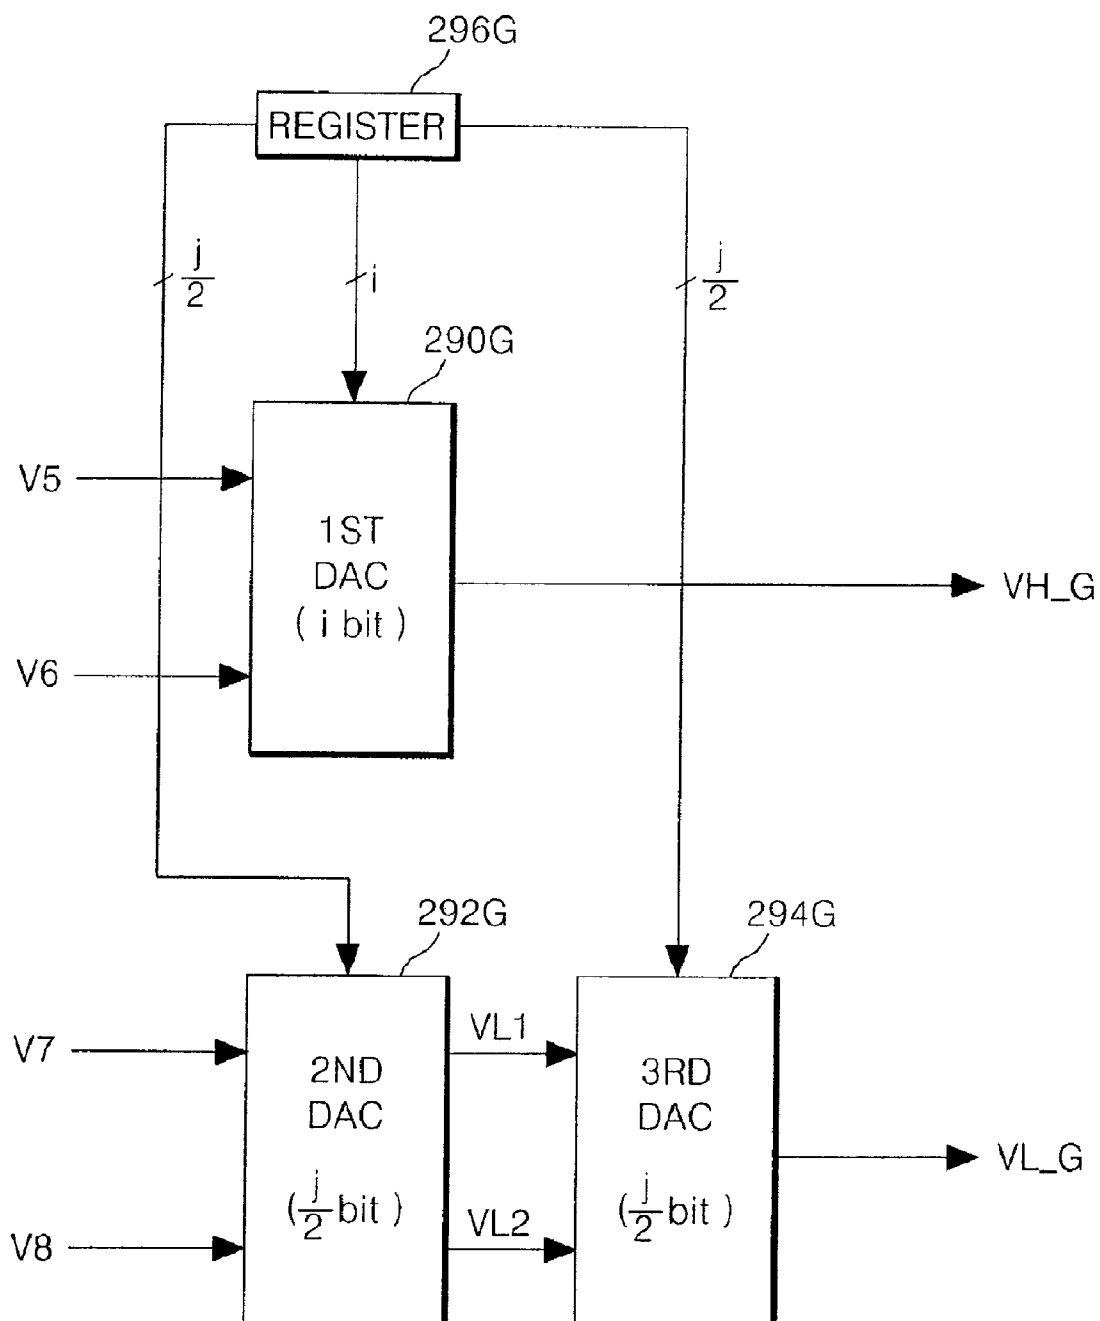 296G
REGISTER
j/2
i
j/2
290G
V5
1ST
DAC
( i bit )
VH_G
V6
292G
294G
V7
VL1
2ND
DAC
(j/2 bit )
3RD
DAC
(j/2 bit )
VL_G
V8
VL2